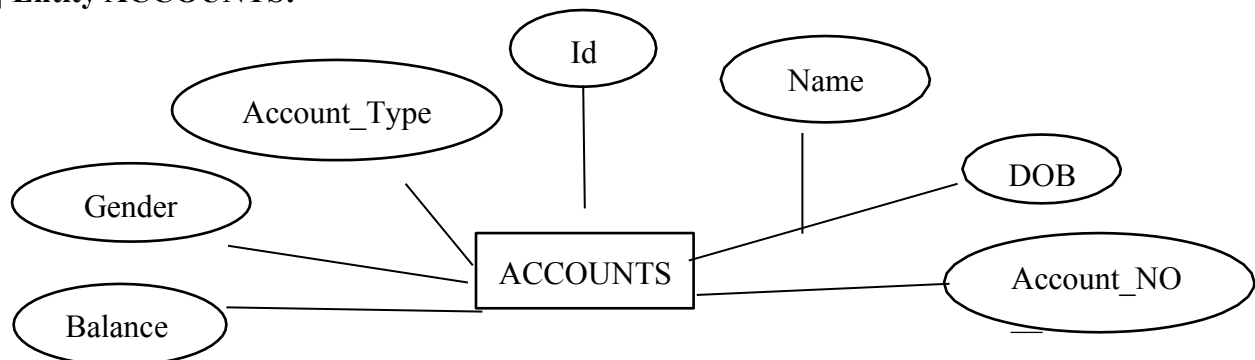 Entity ACCOUNTS:
Id
Name
Account_Type
DOB
Gender
ACCOUNTS
Account_NO
Balance